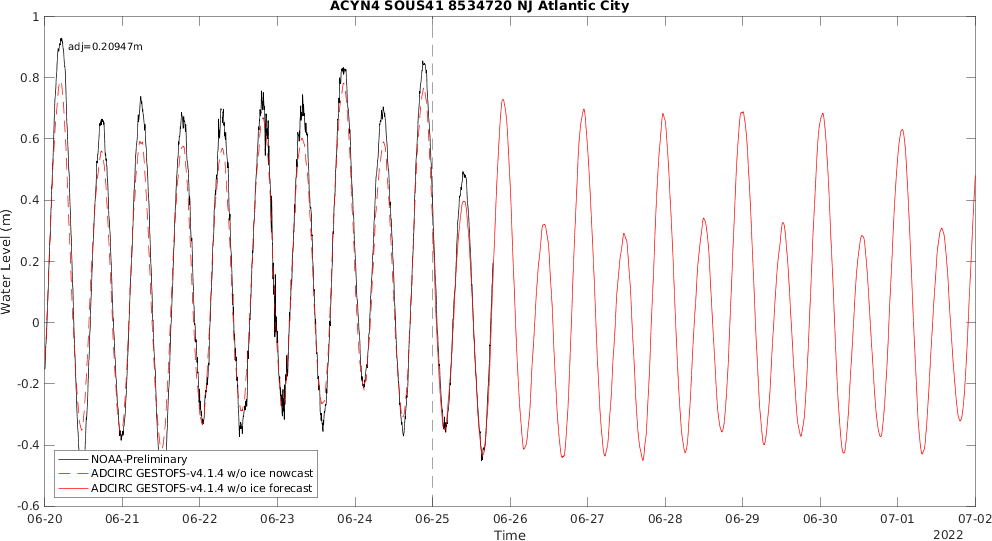 ACYN4 SOUS41 8534720 NJ Atlantic City
adj=0.20947m
1
0.8
0.6
0.4
0.2
0
-0.2
-0.4
-0.6
Water Level (m)
NOAA-Preliminary
ADCIRC GESTOFS-v4.1.4 w/o ice nowcast
ADCIRC GESTOFS-v4.1.4 w/o ice forecast
06-20 06-21 06-22 06-23 06-24 06-25 06-26 06-27 06-28 06-29 06-30 07-01 07-02
Time
2022